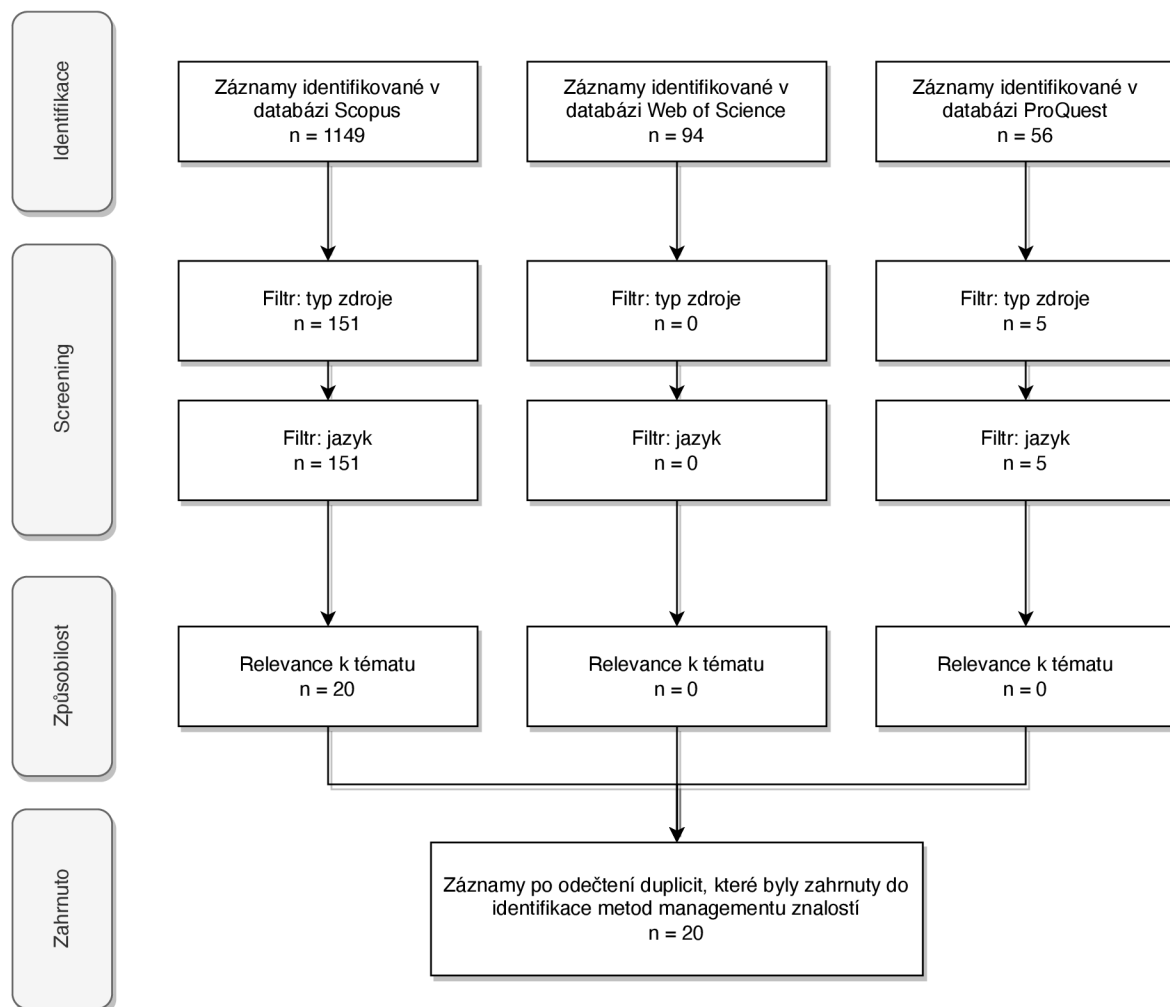 Identifikace
Záznamy identifikované v
databázi Scopus
n = 1149
Záznamy identifikované v
databázi Web of Science
n = 94
Záznamy identifikované v
databázi ProQuest
n = 56
Screening
Filtr: typ zdroje
n = 151
Filtr: typ zdroje
n = 0
Filtr: typ zdroje
n = 5
Filtr: jazyk
n = 151
Filtr: jazyk
n = 0
Filtr: jazyk
n = 5
Způsobilost
Relevance k tématu
n = 20
Relevance k tématu
n = 0
Relevance k tématu
n = 0
Zahrnuto
Záznamy po odečtení duplicit, které byly zahrnuty do
identifikace metod managementu znalostí
n = 20